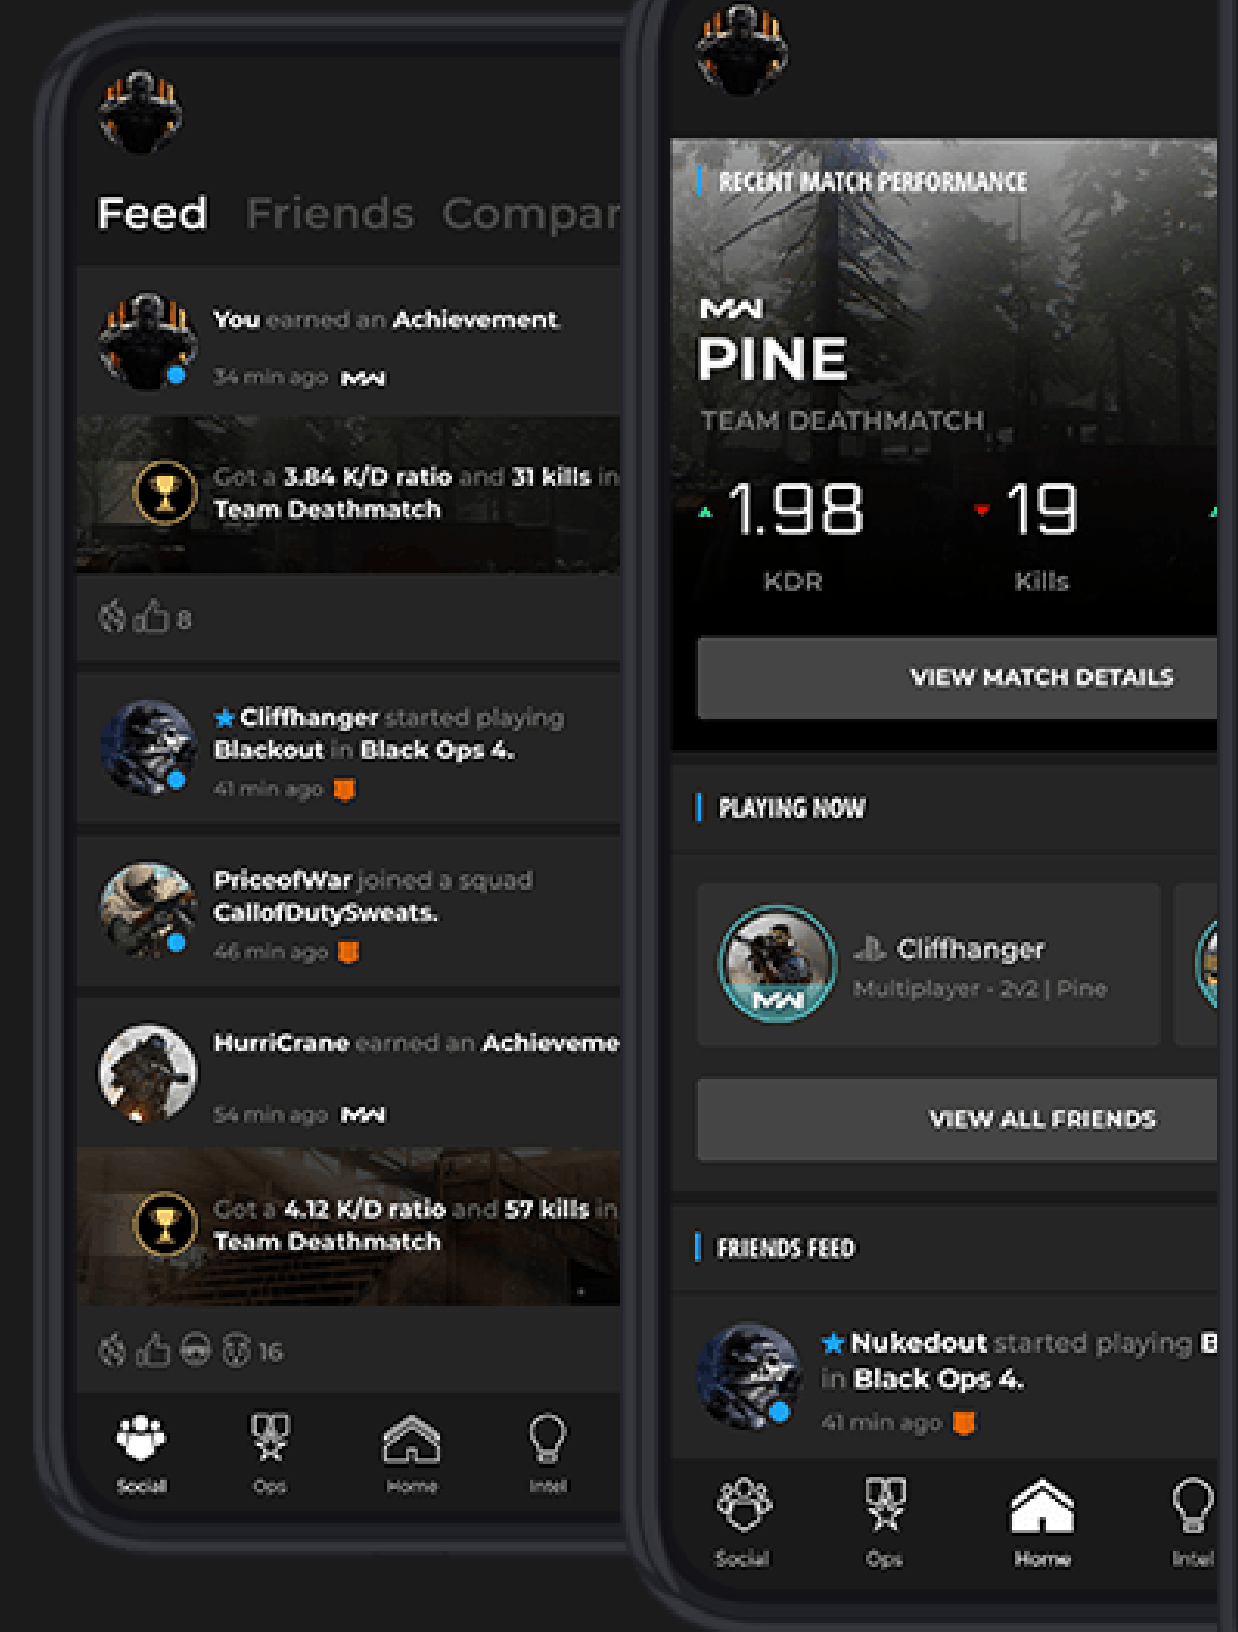 Feed Friends Compar
You earned an Achievement.
34 min ago MW
Got a 3.84 K/D ratio and 31 kills in
Team Deathmatch
8
Cliffhanger started playing
Blackout in Black Ops 4.
41 min ago
PriceofWar joined a squad
CallofDutySweats.
46 min ago
HurriCrane earned an Achieveme
54 min ago MW
Got a 4.12 K/D ratio and 57 kills in
Team Deathmatch
16
Social Ops Home Intel
RECENT MATCH PERFORMANCE
MW
PINE
TEAM DEATHMATCH
1.98 19
KDR Kills
VIEW MATCH DETAILS
PLAYING NOW
Cliffhanger
Multiplayer - 2v2 | Pine
MW
VIEW ALL FRIENDS
FRIENDS FEED
Nukedout started playing B
in Black Ops 4.
41 min ago
Social Ops Home Intel